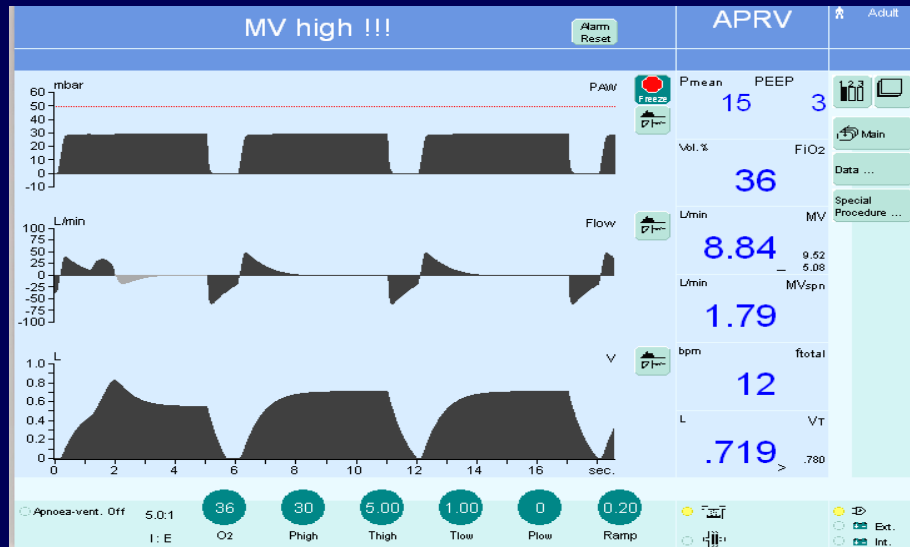 MV high !!!
Alarm
Reset
APRV
Adult
mbar
PAW
60
50
40
30
20
10
0
-10
Freeze
Pmean PEEP
15 3
1 2 3
Main
Data ...
Special
Procedure ...
Vol.% FiO2
36
L/min
Flow
100
75
50
25
0
-25
-50
-75
-100
L/min MV
8.84 9.52
5.08
L/min MVspn
1.79
L
V
1.0
0.8
0.6
0.4
0.2
0
0 2 4 6 8 10 12 14 16 sec.
bpm ftotal
12
L VT
.719 > .780
Apnoea-vent. Off 5.0:1
I : E
36 30 5.00 1.00 0 0.20
O2 Phigh Thigh Tlow Plow Ramp
Ext.
Int.